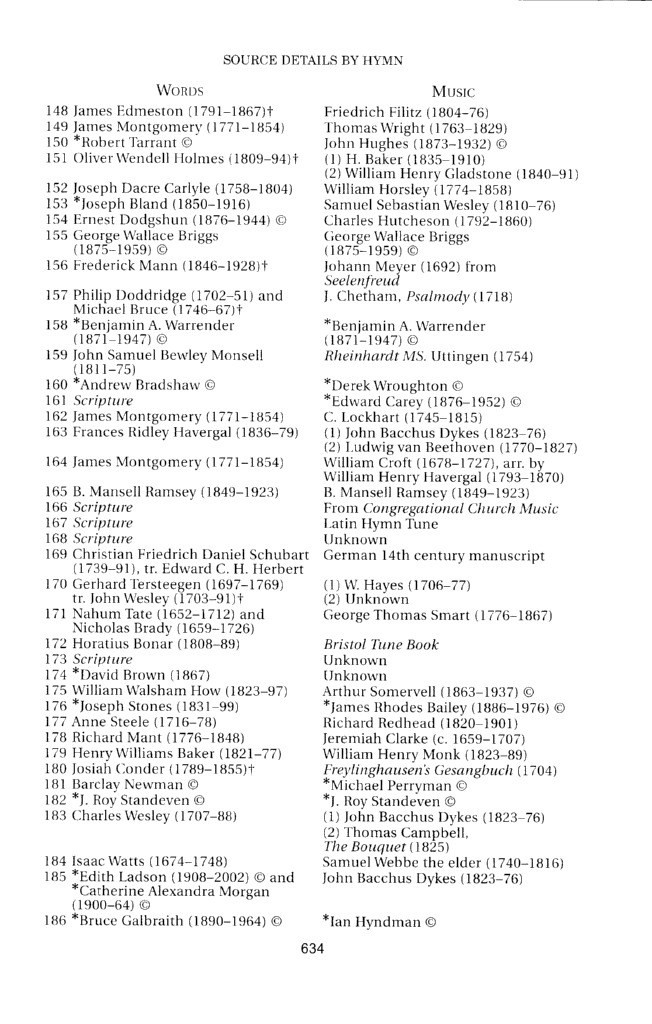 SOURCE DETAILS BY HYMN
WORDS
148 James Edmeston (1791–1867)†
149 James Montgomery (1771–1854)
150 *Robert Tarrant ©
151 Oliver Wendell Holmes (1809–94)†
152 Joseph Dacre Carlyle (1758–1804)
153 *Joseph Bland (1850–1916)
154 Ernest Dodgshun (1876–1944) ©
155 George Wallace Briggs
(1875–1959) ©
156 Frederick Mann (1846–1928)†
157 Philip Doddridge (1702–51) and
Michael Bruce (1746–67)†
158 *Benjamin A. Warrender
(1871–1947) ©
159 John Samuel Bewley Monsell
(1811–75)
160 *Andrew Bradshaw ©
161 Scripture
162 James Montgomery (1771–1854)
163 Frances Ridley Havergal (1836–79)
164 James Montgomery (1771–1854)
165 B. Mansell Ramsey (1849–1923)
166 Scripture
167 Scripture
168 Scripture
169 Christian Friedrich Daniel Schubart
(1739–91), tr. Edward C. H. Herbert
170 Gerhard Tersteegen (1697–1769)
tr. John Wesley (1703–91)†
171 Nahum Tate (1652–1712) and
Nicholas Brady (1659–1726)
172 Horatius Bonar (1808–89)
173 Scripture
174 *David Brown (1867)
175 William Walsham How (1823–97)
176 *Joseph Stones (1831–99)
177 Anne Steele (1716–78)
178 Richard Mant (1776–1848)
179 Henry Williams Baker (1821–77)
180 Josiah Conder (1789–1855)†
181 Barclay Newman ©
182 *J. Roy Standeven ©
183 Charles Wesley (1707–88)
184 Isaac Watts (1674–1748)
185 *Edith Ladson (1908–2002) © and
*Catherine Alexandra Morgan
(1900–64) ©
186 *Bruce Galbraith (1890–1964) ©
MUSIC
Friedrich Filitz (1804–76)
Thomas Wright (1763–1829)
John Hughes (1873–1932) ©
(1) H. Baker (1835–1910)
(2) William Henry Gladstone (1840–91)
William Horsley (1774–1858)
Samuel Sebastian Wesley (1810–76)
Charles Hutcheson (1792–1860)
George Wallace Briggs
(1875–1959) ©
Johann Meyer (1692) from
Seelenfreud
J. Chetham, Psalmody (1718)
*Benjamin A. Warrender
(1871–1947) ©
Rheinhardt MS. Uttingen (1754)
*Derek Wroughton ©
*Edward Carey (1876–1952) ©
C. Lockhart (1745–1815)
(1) John Bacchus Dykes (1823–76)
(2) Ludwig van Beethoven (1770–1827)
William Croft (1678–1727), arr. by
William Henry Havergal (1793–1870)
B. Mansell Ramsey (1849–1923)
From Congregational Church Music
Latin Hymn Tune
Unknown
German 14th century manuscript
(1) W. Hayes (1706–77)
(2) Unknown
George Thomas Smart (1776–1867)
Bristol Tune Book
Unknown
Unknown
Arthur Somervell (1863–1937) ©
*James Rhodes Bailey (1886–1976) ©
Richard Redhead (1820–1901)
Jeremiah Clarke (c. 1659–1707)
William Henry Monk (1823–89)
Freylinghausen's Gesangbuch (1704)
*Michael Perryman ©
*J. Roy Standeven ©
(1) John Bacchus Dykes (1823–76)
(2) Thomas Campbell,
The Bouquet (1825)
Samuel Webbe the elder (1740–1816)
John Bacchus Dykes (1823–76)
*Ian Hyndman ©
634